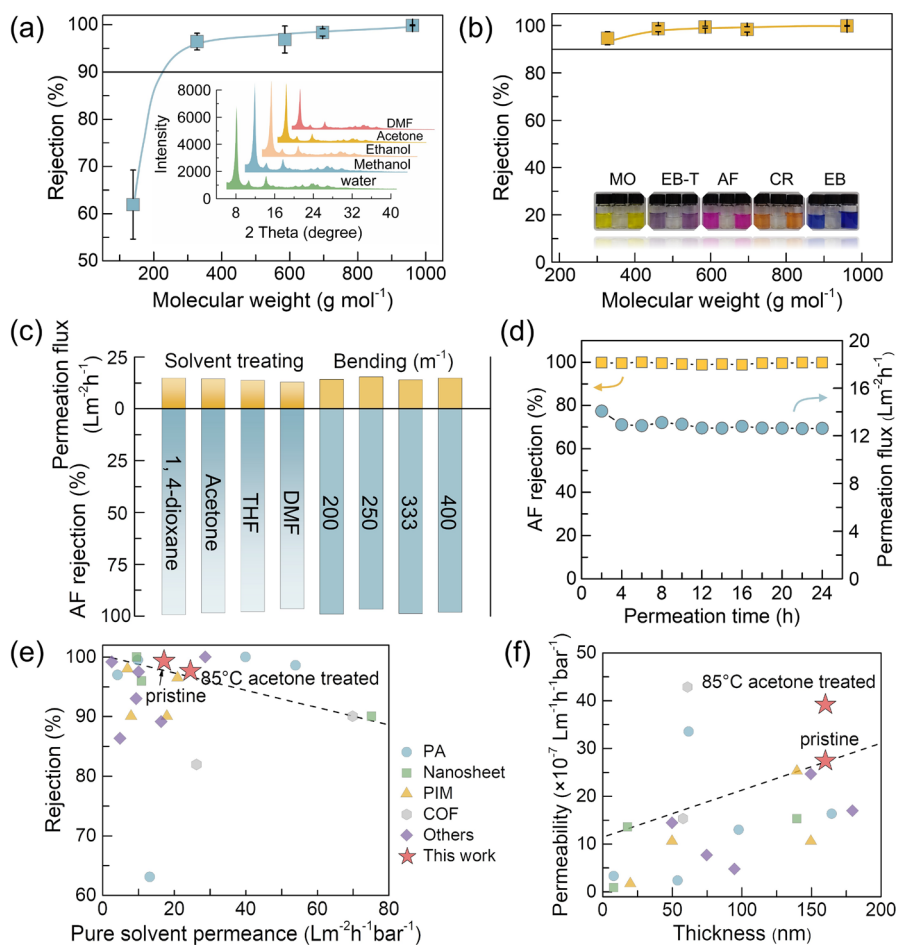 (a)
Rejection (%)
100
90
80
70
60
50
200
400
600
800
1000
Molecular weight (g mol⁻¹)
Intensity
8000
6000
4000
2000
0
8
16
24
32
40
2 Theta (degree)
DMF
Acetone
Ethanol
Methanol
water
(b)
Rejection (%)
100
80
60
40
20
0
200
400
600
800
1000
Molecular weight (g mol⁻¹)
MO
EB-T
AF
CR
EB
(c)
Permeation flux
(Lm⁻²h⁻¹)
AF rejection (%)
25
0
25
50
75
100
Solvent treating
Bending (m⁻¹)
1, 4-dioxane
Acetone
THF
DMF
200
250
333
400
(d)
AF rejection (%)
100
80
60
40
20
0
0
4
8
12
16
20
24
Permeation time (h)
20
16
12
8
4
0
Permeation flux (Lm⁻²h⁻¹)
(e)
Rejection (%)
100
90
80
70
60
0
20
40
60
80
Pure solvent permeance (Lm⁻²h⁻¹bar⁻¹)
pristine
85°C acetone treated
PA
Nanosheet
PIM
COF
Others
This work
(f)
Permeability (×10⁻⁷ Lm⁻¹h⁻¹bar⁻¹)
50
40
30
20
10
0
0
50
100
150
200
Thickness (nm)
85°C acetone treated
pristine